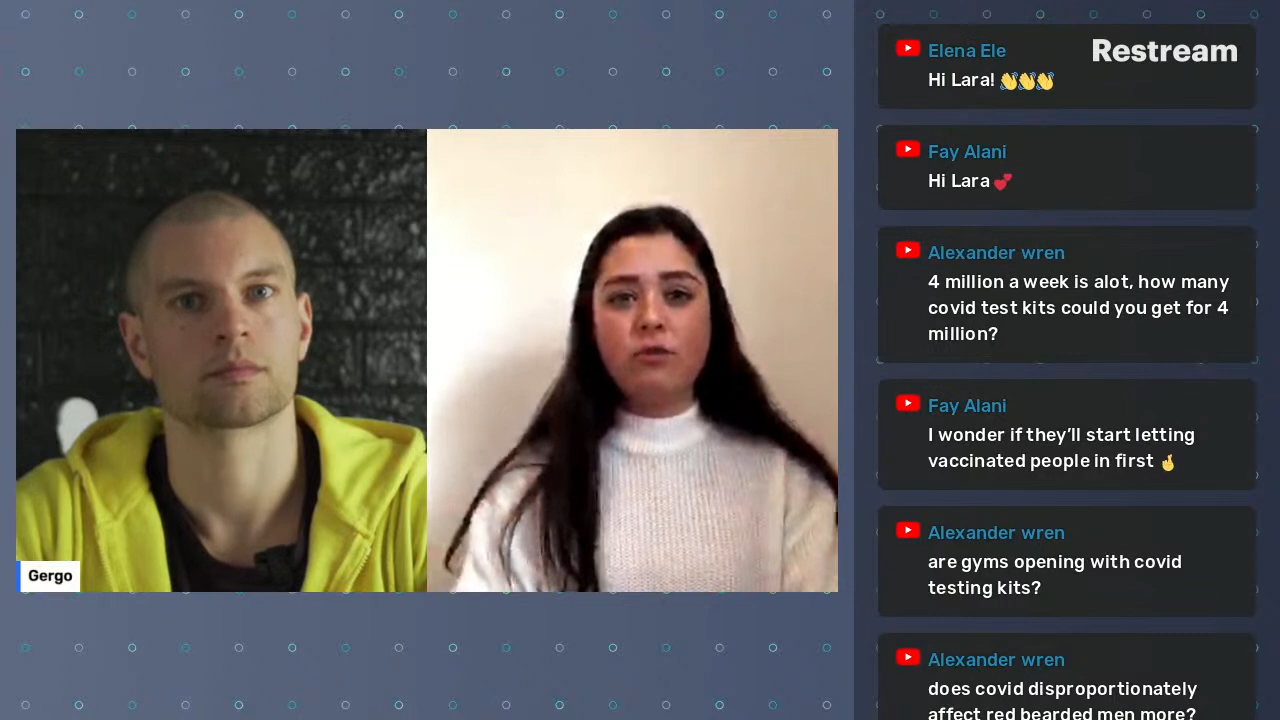 Gergo
Restream
Elena Ele
Hi Lara! 👏👏👏
Fay Alani
Hi Lara 💕
Alexander wren
4 million a week is alot, how many
covid test kits could you get for 4
million?
Fay Alani
I wonder if they’ll start letting
vaccinated people in first 🤞
Alexander wren
are gyms opening with covid
testing kits?
Alexander wren
does covid disproportionately
affect red bearded men more?